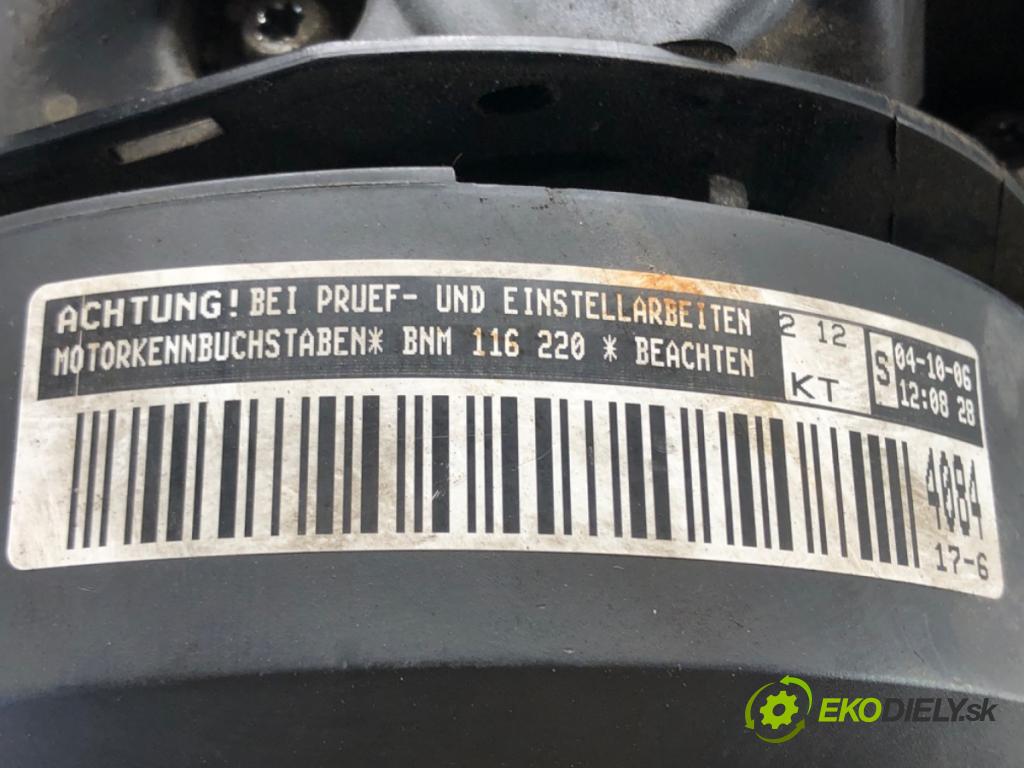 ACHTUNG! BEI PRUEF- UND EINSTELLARBEITEN
MOTORKENNBUCHSTABEN* BNM 116 220 * BEACHTEN
2 12
KT
S
04-10-06
12:08 28
4084
17-6
EKODIELY.sk